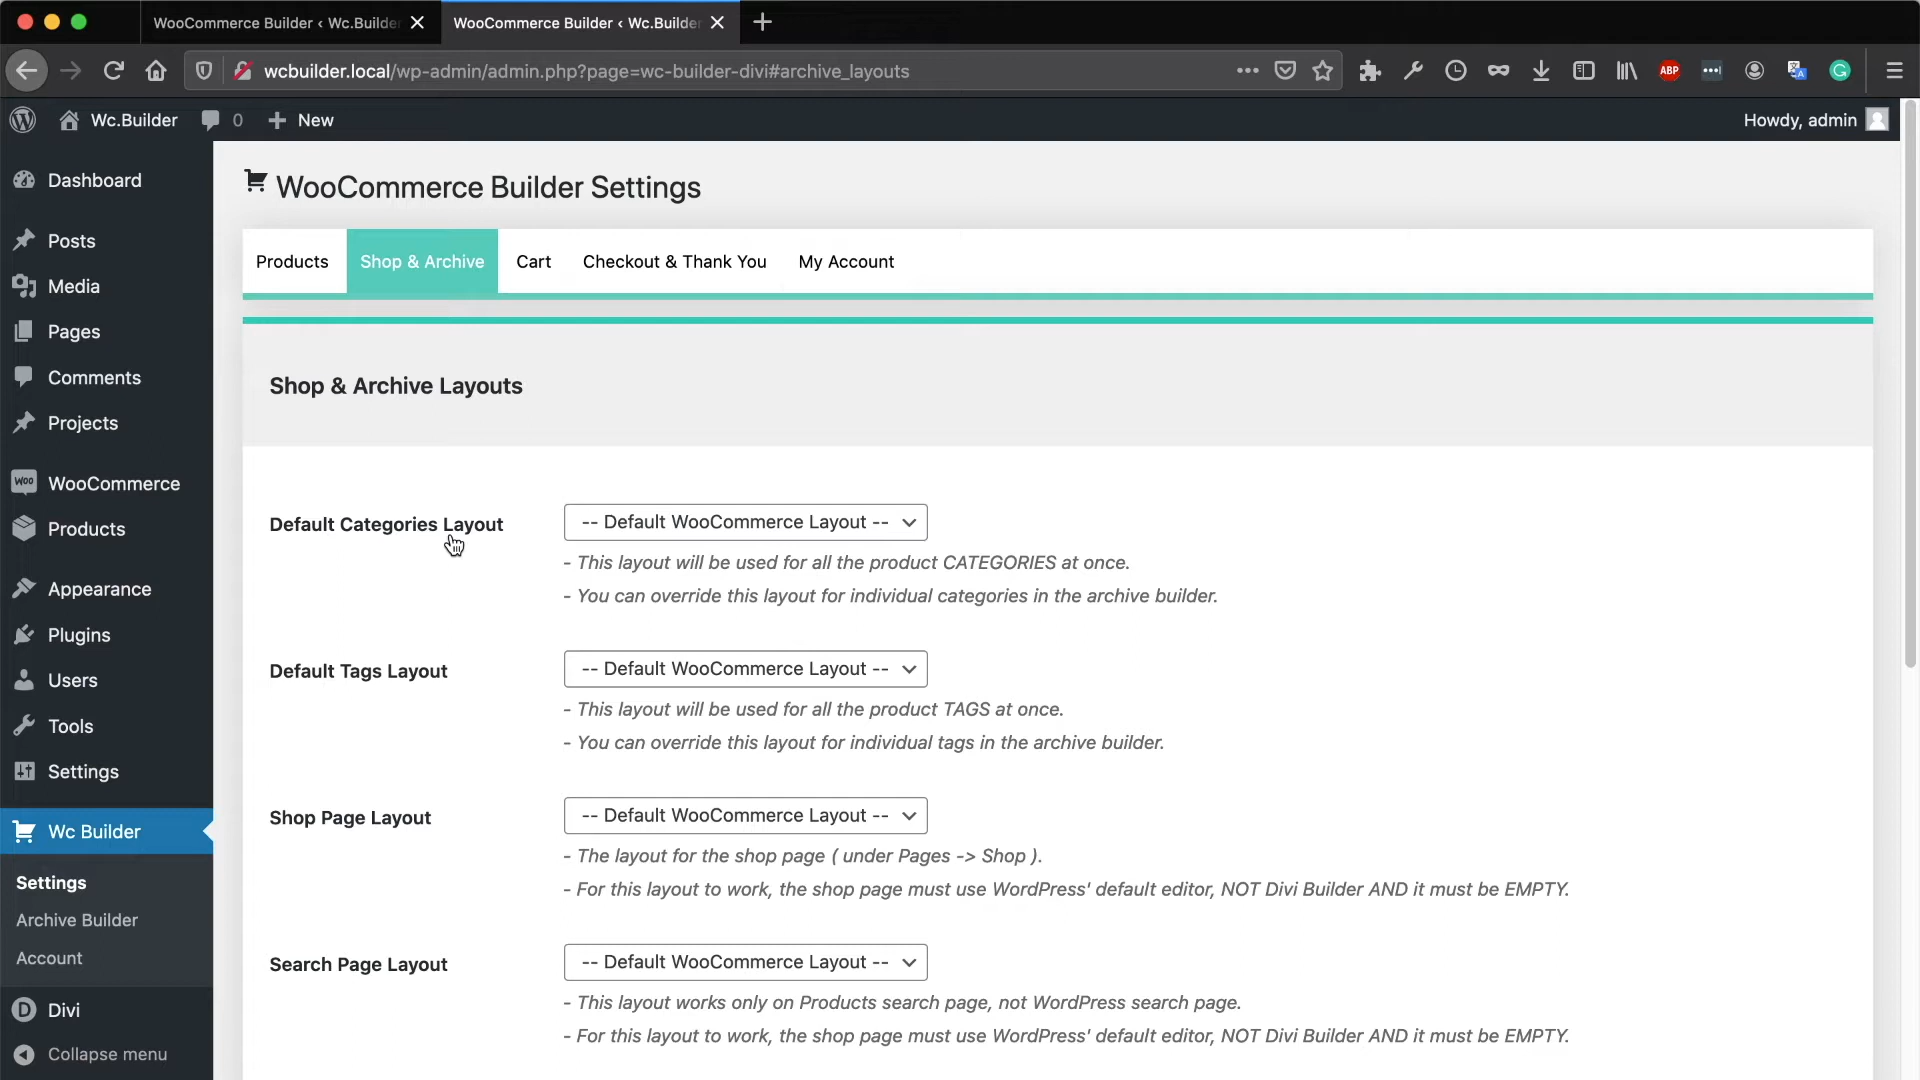 WooCommerce Builder ‹ Wc.Builder
WooCommerce Builder ‹ Wc.Builder
wcbuilder.local/wp-admin/admin.php?page=wc-builder-divi#archive_layouts
ABP
Wc.Builder
0
New
Howdy, admin
Dashboard
Posts
Media
Pages
Comments
Projects
Woo
WooCommerce
Products
Appearance
Plugins
Users
Tools
Settings
Wc Builder
Settings
Archive Builder
Account
D
Divi
Collapse menu
WooCommerce Builder Settings
Products
Shop & Archive
Cart
Checkout & Thank You
My Account
Shop & Archive Layouts
Default Categories Layout
-- Default WooCommerce Layout --
- This layout will be used for all the product CATEGORIES at once.
- You can override this layout for individual categories in the archive builder.
Default Tags Layout
-- Default WooCommerce Layout --
- This layout will be used for all the product TAGS at once.
- You can override this layout for individual tags in the archive builder.
Shop Page Layout
-- Default WooCommerce Layout --
- The layout for the shop page ( under Pages -> Shop ).
- For this layout to work, the shop page must use WordPress' default editor, NOT Divi Builder AND it must be EMPTY.
Search Page Layout
-- Default WooCommerce Layout --
- This layout works only on Products search page, not WordPress search page.
- For this layout to work, the shop page must use WordPress' default editor, NOT Divi Builder AND it must be EMPTY.